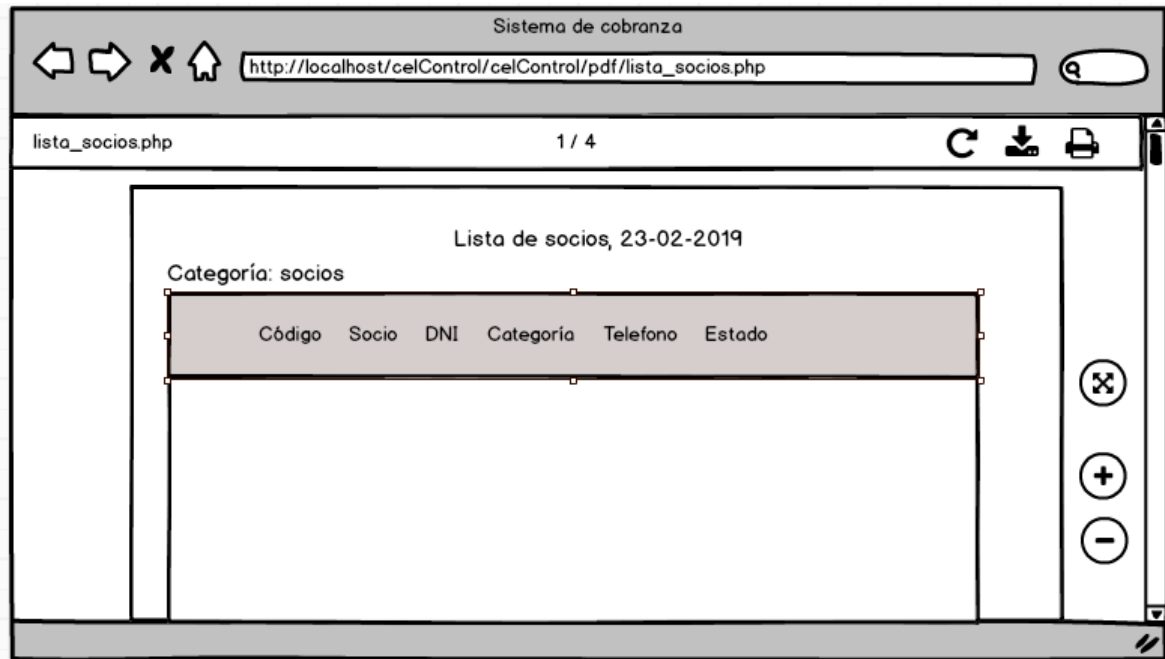 Sistema de cobranza
http://localhost/celControl/celControl/pdf/lista_socios.php
lista_socios.php 1 / 4
Lista de socios, 23-02-2019
Categoría: socios
Código Socio DNI Categoría Telefono Estado